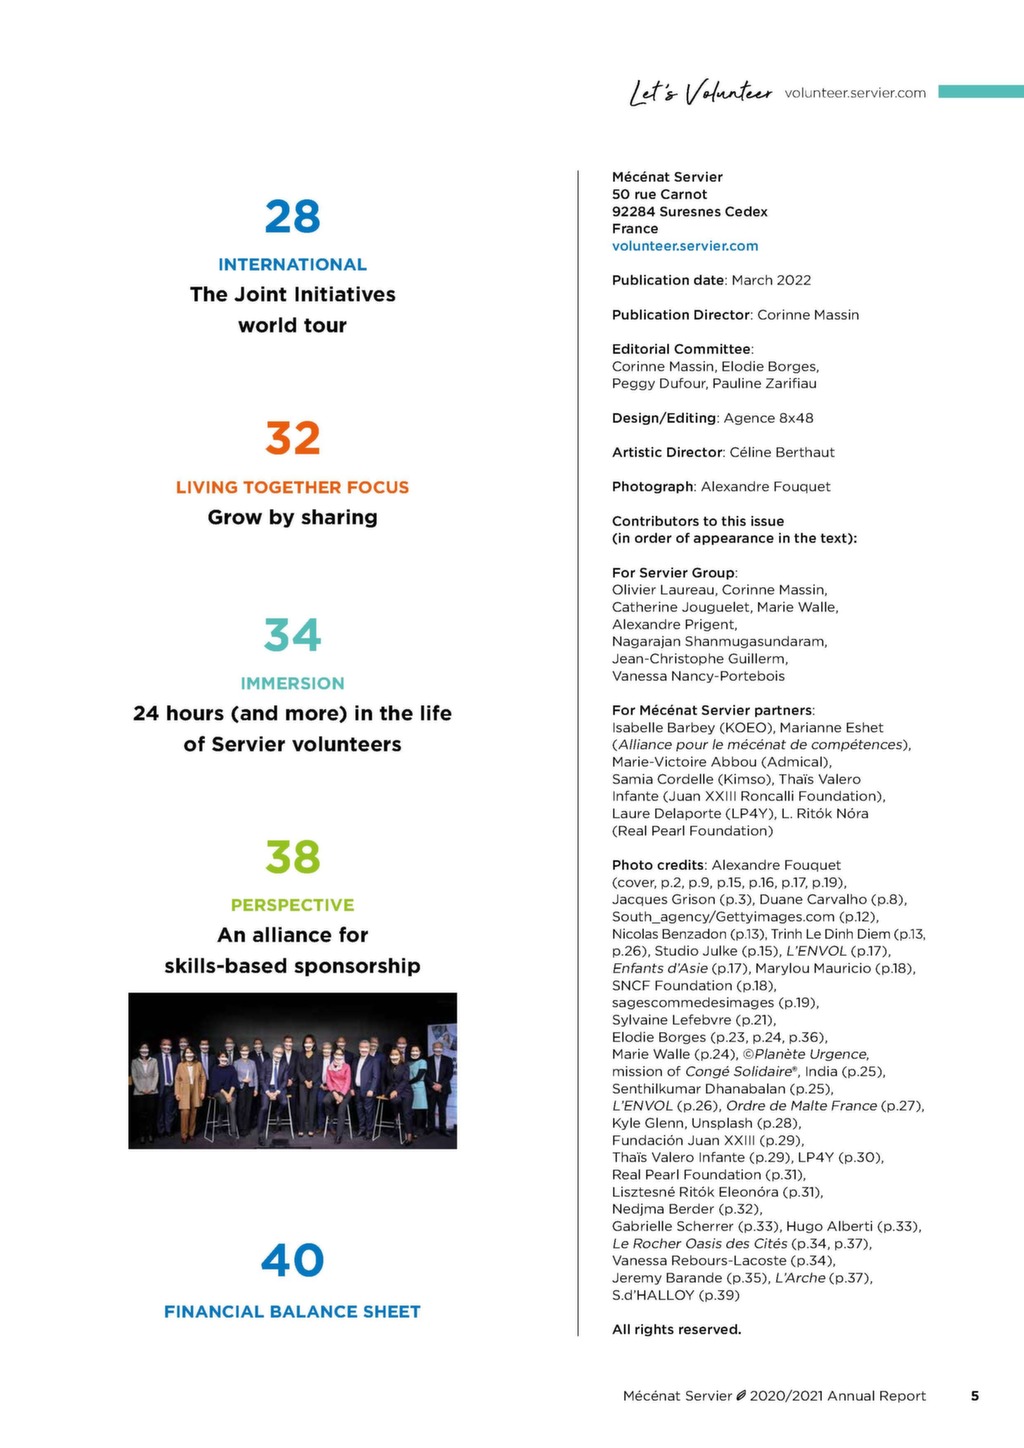 Let's Volunteer volunteer.servier.com
28
INTERNATIONAL
The Joint Initiatives
world tour
32
LIVING TOGETHER FOCUS
Grow by sharing
34
IMMERSION
24 hours (and more) in the life
of Servier volunteers
38
PERSPECTIVE
An alliance for
skills-based sponsorship
40
FINANCIAL BALANCE SHEET
Mécénat Servier
50 rue Carnot
92284 Suresnes Cedex
France
volunteer.servier.com
Publication date: March 2022
Publication Director: Corinne Massin
Editorial Committee:
Corinne Massin, Elodie Borges,
Peggy Dufour, Pauline Zarifiau
Design/Editing: Agence 8x48
Artistic Director: Céline Berthaut
Photograph: Alexandre Fouquet
Contributors to this issue
(in order of appearance in the text):
For Servier Group:
Olivier Laureau, Corinne Massin,
Catherine Jouguelet, Marie Walle,
Alexandre Prigent,
Nagarajan Shanmugasundaram,
Jean-Christophe Guillerm,
Vanessa Nancy-Portebois
For Mécénat Servier partners:
Isabelle Barbey (KOEO), Marianne Eshet
(Alliance pour le mécénat de compétences),
Marie-Victoire Abbou (Admical),
Samia Cordelle (Kimso), Thaïs Valero
Infante (Juan XXIII Roncalli Foundation),
Laure Delaporte (LP4Y), L. Ritók Nóra
(Real Pearl Foundation)
Photo credits: Alexandre Fouquet
(cover, p.2, p.9, p.15, p.16, p.17, p.19),
Jacques Grison (p.3), Duane Carvalho (p.8),
South_agency/Gettyimages.com (p.12),
Nicolas Benzadon (p.13), Trinh Le Dinh Diem (p.13,
p.26), Studio Julke (p.15), L'ENVOL (p.17),
Enfants d'Asie (p.17), Marylou Mauricio (p.18),
SNCF Foundation (p.18),
sagescommedesimages (p.19),
Sylvaine Lefebvre (p.21),
Elodie Borges (p.23, p.24, p.36),
Marie Walle (p.24), ©Planète Urgence,
mission of Congé Solidaire®, India (p.25),
Senthilkumar Dhanabalan (p.25),
L'ENVOL (p.26), Ordre de Malte France (p.27),
Kyle Glenn, Unsplash (p.28),
Fundación Juan XXIII (p.29),
Thaïs Valero Infante (p.29), LP4Y (p.30),
Real Pearl Foundation (p.31),
Lisztesné Ritók Eleonóra (p.31),
Nedjma Berder (p.32),
Gabrielle Scherrer (p.33), Hugo Alberti (p.33),
Le Rocher Oasis des Cités (p.34, p.37),
Vanessa Rebours-Lacoste (p.34),
Jeremy Barande (p.35), L'Arche (p.37),
S.d'HALLOY (p.39)
All rights reserved.
Mécénat Servier 2020/2021 Annual Report 5